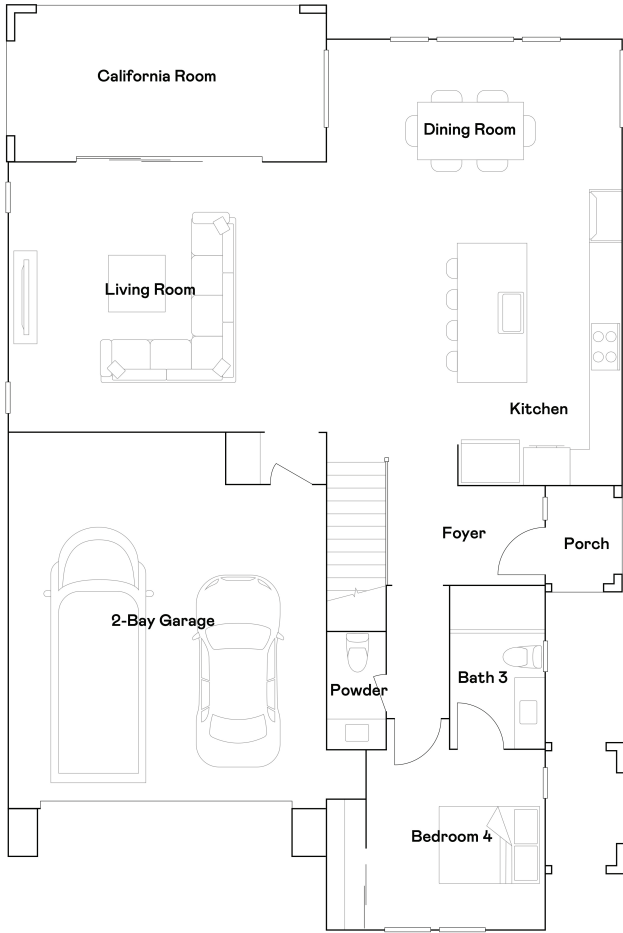 California Room
Dining Room
Living Room
Kitchen
Foyer
Porch
2-Bay Garage
Bath 3
Powder
Bedroom 4